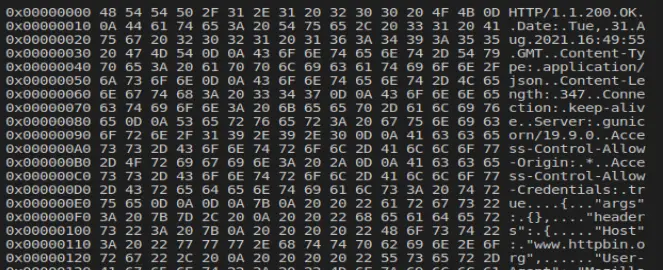 0x00000000 48 54 54 50 2F 31 2E 31 20 32 30 30 20 4F 4B 0D HTTP/1.1.200.OK.
0x00000010 0A 44 61 74 65 3A 20 54 75 65 2C 20 33 31 20 41 .Date:.Tue,.31.A
0x00000020 75 67 20 32 30 32 31 20 31 36 3A 34 39 3A 35 35 ug.2021.16:49:55
0x00000030 20 47 4D 54 0D 0A 43 6F 6E 74 65 6E 74 2D 54 79 .GMT..Content-Ty
0x00000040 70 65 3A 20 61 70 70 6C 69 63 61 74 69 6F 6E 2F pe:.application/
0x00000050 6A 73 6F 6E 0D 0A 43 6F 6E 74 65 6E 74 2D 4C 65 json..Content-Le
0x00000060 6E 67 74 68 3A 20 33 34 37 0D 0A 43 6F 6E 6E 65 ngth:.347..Conne
0x00000070 63 74 69 6F 6E 3A 20 6B 65 65 70 2D 61 6C 69 76 ction:.keep-aliv
0x00000080 65 0D 0A 53 65 72 76 65 72 3A 20 67 75 6E 69 63 e..Server:.gunic
0x00000090 6F 72 6E 2F 31 39 2E 39 2E 30 0D 0A 41 63 63 65 orn/19.9.0..Acce
0x000000A0 73 73 2D 43 6F 6E 74 72 6F 6C 2D 41 6C 6C 6F 77 ss-Control-Allow
0x000000B0 2D 4F 72 69 67 69 6E 3A 20 2A 0D 0A 41 63 63 65 -Origin:.*..Acce
0x000000C0 73 73 2D 43 6F 6E 74 72 6F 6C 2D 41 6C 6C 6F 77 ss-Control-Allow
0x000000D0 2D 43 72 65 64 65 6E 74 69 61 6C 73 3A 20 74 72 -Credentials:.tr
0x000000E0 75 65 0D 0A 0D 0A 7B 0A 20 20 22 61 72 67 73 22 ue....{..."args"
0x000000F0 3A 20 7B 7D 2C 20 0A 20 20 22 68 65 61 64 65 72 :.{},...."header
0x00000100 73 22 3A 20 7B 0A 20 20 20 20 22 48 6F 73 74 22 s":.{....."Host"
0x00000110 3A 20 22 77 77 77 2E 68 74 74 70 62 69 6E 2E 6F :."www.httpbin.o
0x00000120 72 67 22 2C 20 0A 20 20 20 20 22 55 73 65 72 2D rg",......"User-